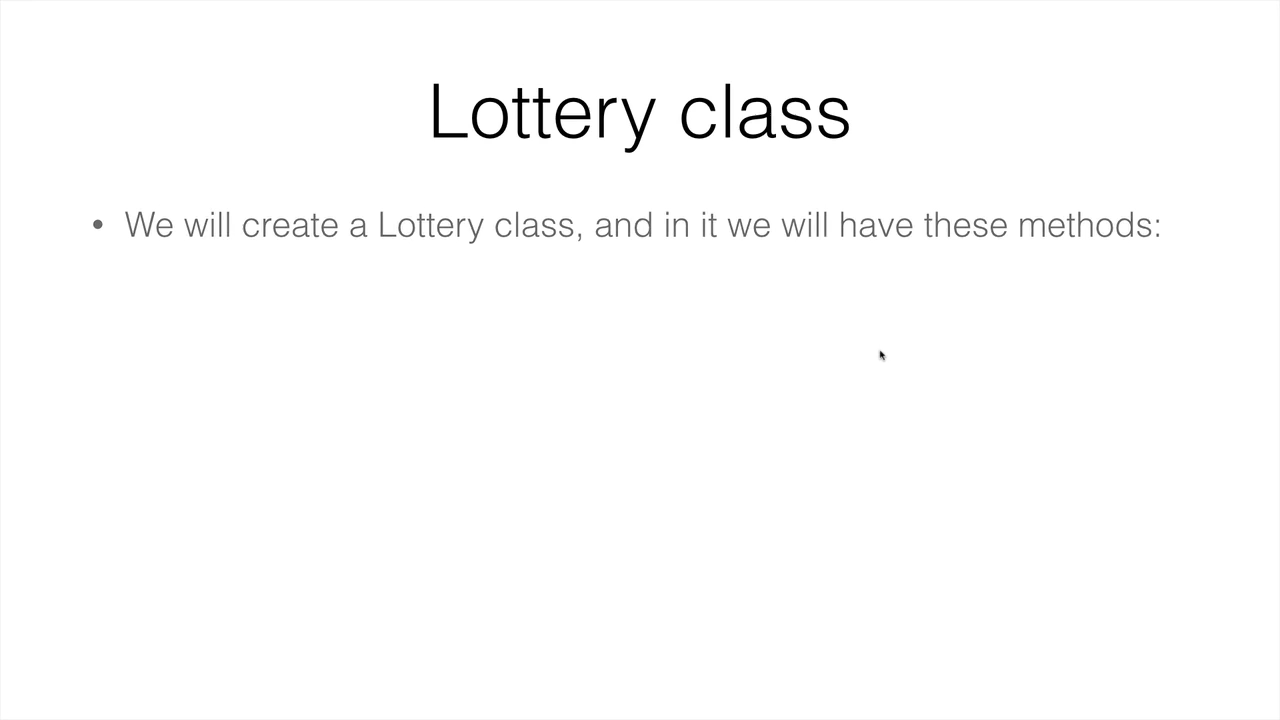 Lottery class
• We will create a Lottery class, and in it we will have these methods: